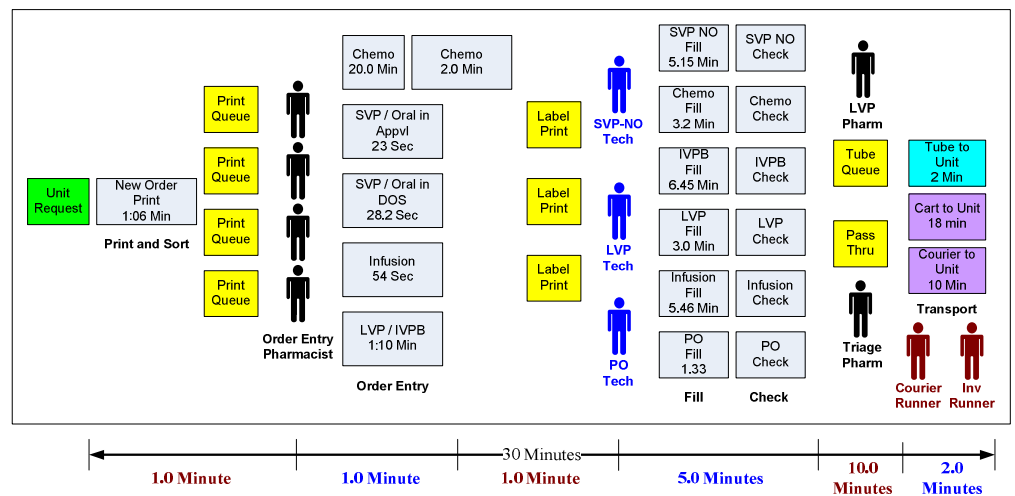 Unit
Request
New Order
Print
1:06 Min
Print and Sort
Print
Queue
Print
Queue
Print
Queue
Print
Queue
Order Entry
Pharmacist
Chemo
20.0 Min
Chemo
2.0 Min
SVP / Oral in
Appvl
23 Sec
SVP / Oral in
DOS
28.2 Sec
Infusion
54 Sec
LVP / IVPB
1:10 Min
Order Entry
Label
Print
Label
Print
Label
Print
SVP-NO
Tech
LVP
Tech
PO
Tech
SVP NO
Fill
5.15 Min
Chemo
Fill
3.2 Min
IVPB
Fill
6.45 Min
LVP
Fill
3.0 Min
Infusion
Fill
5.46 Min
PO
Fill
1.33
Fill
SVP NO
Check
Chemo
Check
IVPB
Check
LVP
Check
Infusion
Check
PO
Check
Check
LVP
Pharm
Tube
Queue
Pass
Thru
Triage
Pharm
Tube to
Unit
2 Min
Cart to Unit
18 min
Courier to
Unit
10 Min
Transport
Courier
Runner
Inv
Runner
30 Minutes
1.0 Minute
1.0 Minute
1.0 Minute
5.0 Minutes
10.0
Minutes
2.0
Minutes